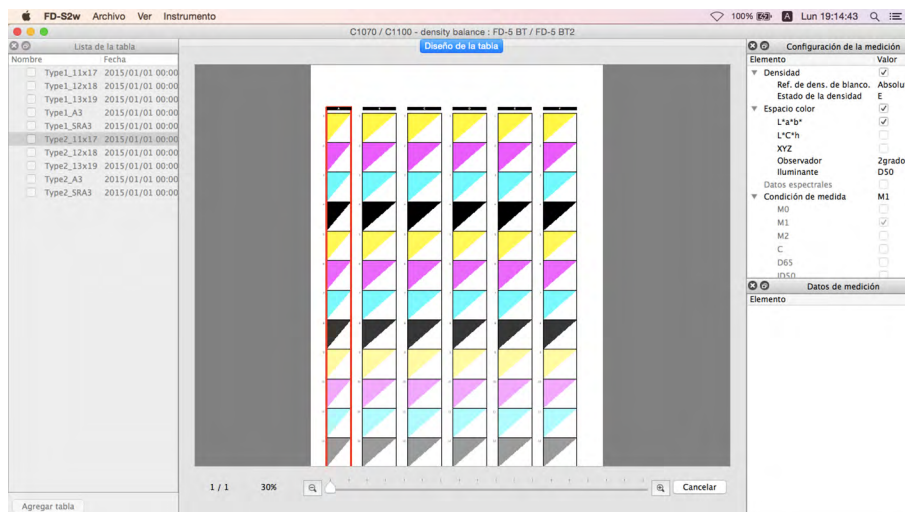 FD-S2w Archivo Ver Instrumento 100% Lun 19:14:43
C1070 / C1100 - density balance : FD-5 BT / FD-5 BT2
Lista de la tabla
Nombre Fecha
Type1_11x17 2015/01/01 00:00
Type1_12x18 2015/01/01 00:00
Type1_13x19 2015/01/01 00:00
Type1_A3 2015/01/01 00:00
Type1_SRA3 2015/01/01 00:00
Type2_11x17 2015/01/01 00:00
Type2_12x18 2015/01/01 00:00
Type2_13x19 2015/01/01 00:00
Type2_A3 2015/01/01 00:00
Type2_SRA3 2015/01/01 00:00
Agregar tabla
Diseño de la tabla
1 / 1 30% Cancelar
Configuración de la medición
Elemento Valor
Densidad
Ref. de dens. de blanco. Absolu
Estado de la densidad E
Espacio color
L*a*b*
L*C*h
XYZ
Observador 2grado
Iluminante D50
Datos espectrales
Condición de medida M1
M0
M1
M2
C
D65
ID50
Datos de medición
Elemento